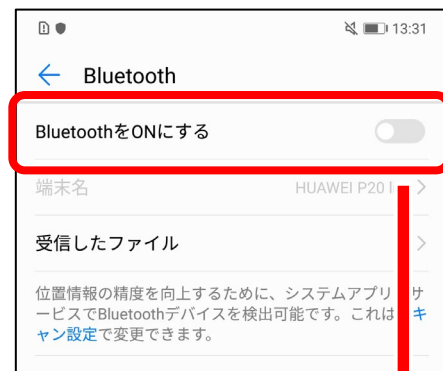 13:31
Bluetooth
BluetoothをONにする
端末名 HUAWEI P20 l
受信したファイル
位置情報の精度を向上するために、システムアプリ サ
ービスでBluetoothデバイスを検出可能です。これは キ
ャン設定で変更できます。